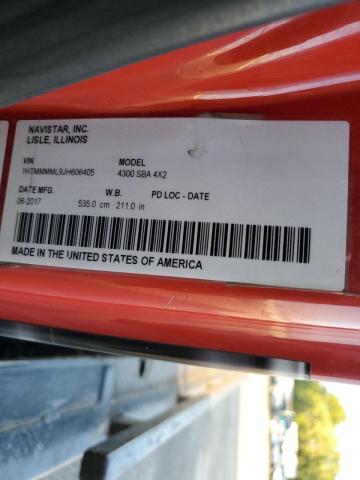 NAVISTAR, INC.
LISLE, ILLINOIS
VIN MODEL
1HTMMMML9JH606405 4300 SBA 4X2
DATE MFG. W.B. PD LOC - DATE
06-2017 535.0 cm 211.0 in
MADE IN THE UNITED STATES OF AMERICA